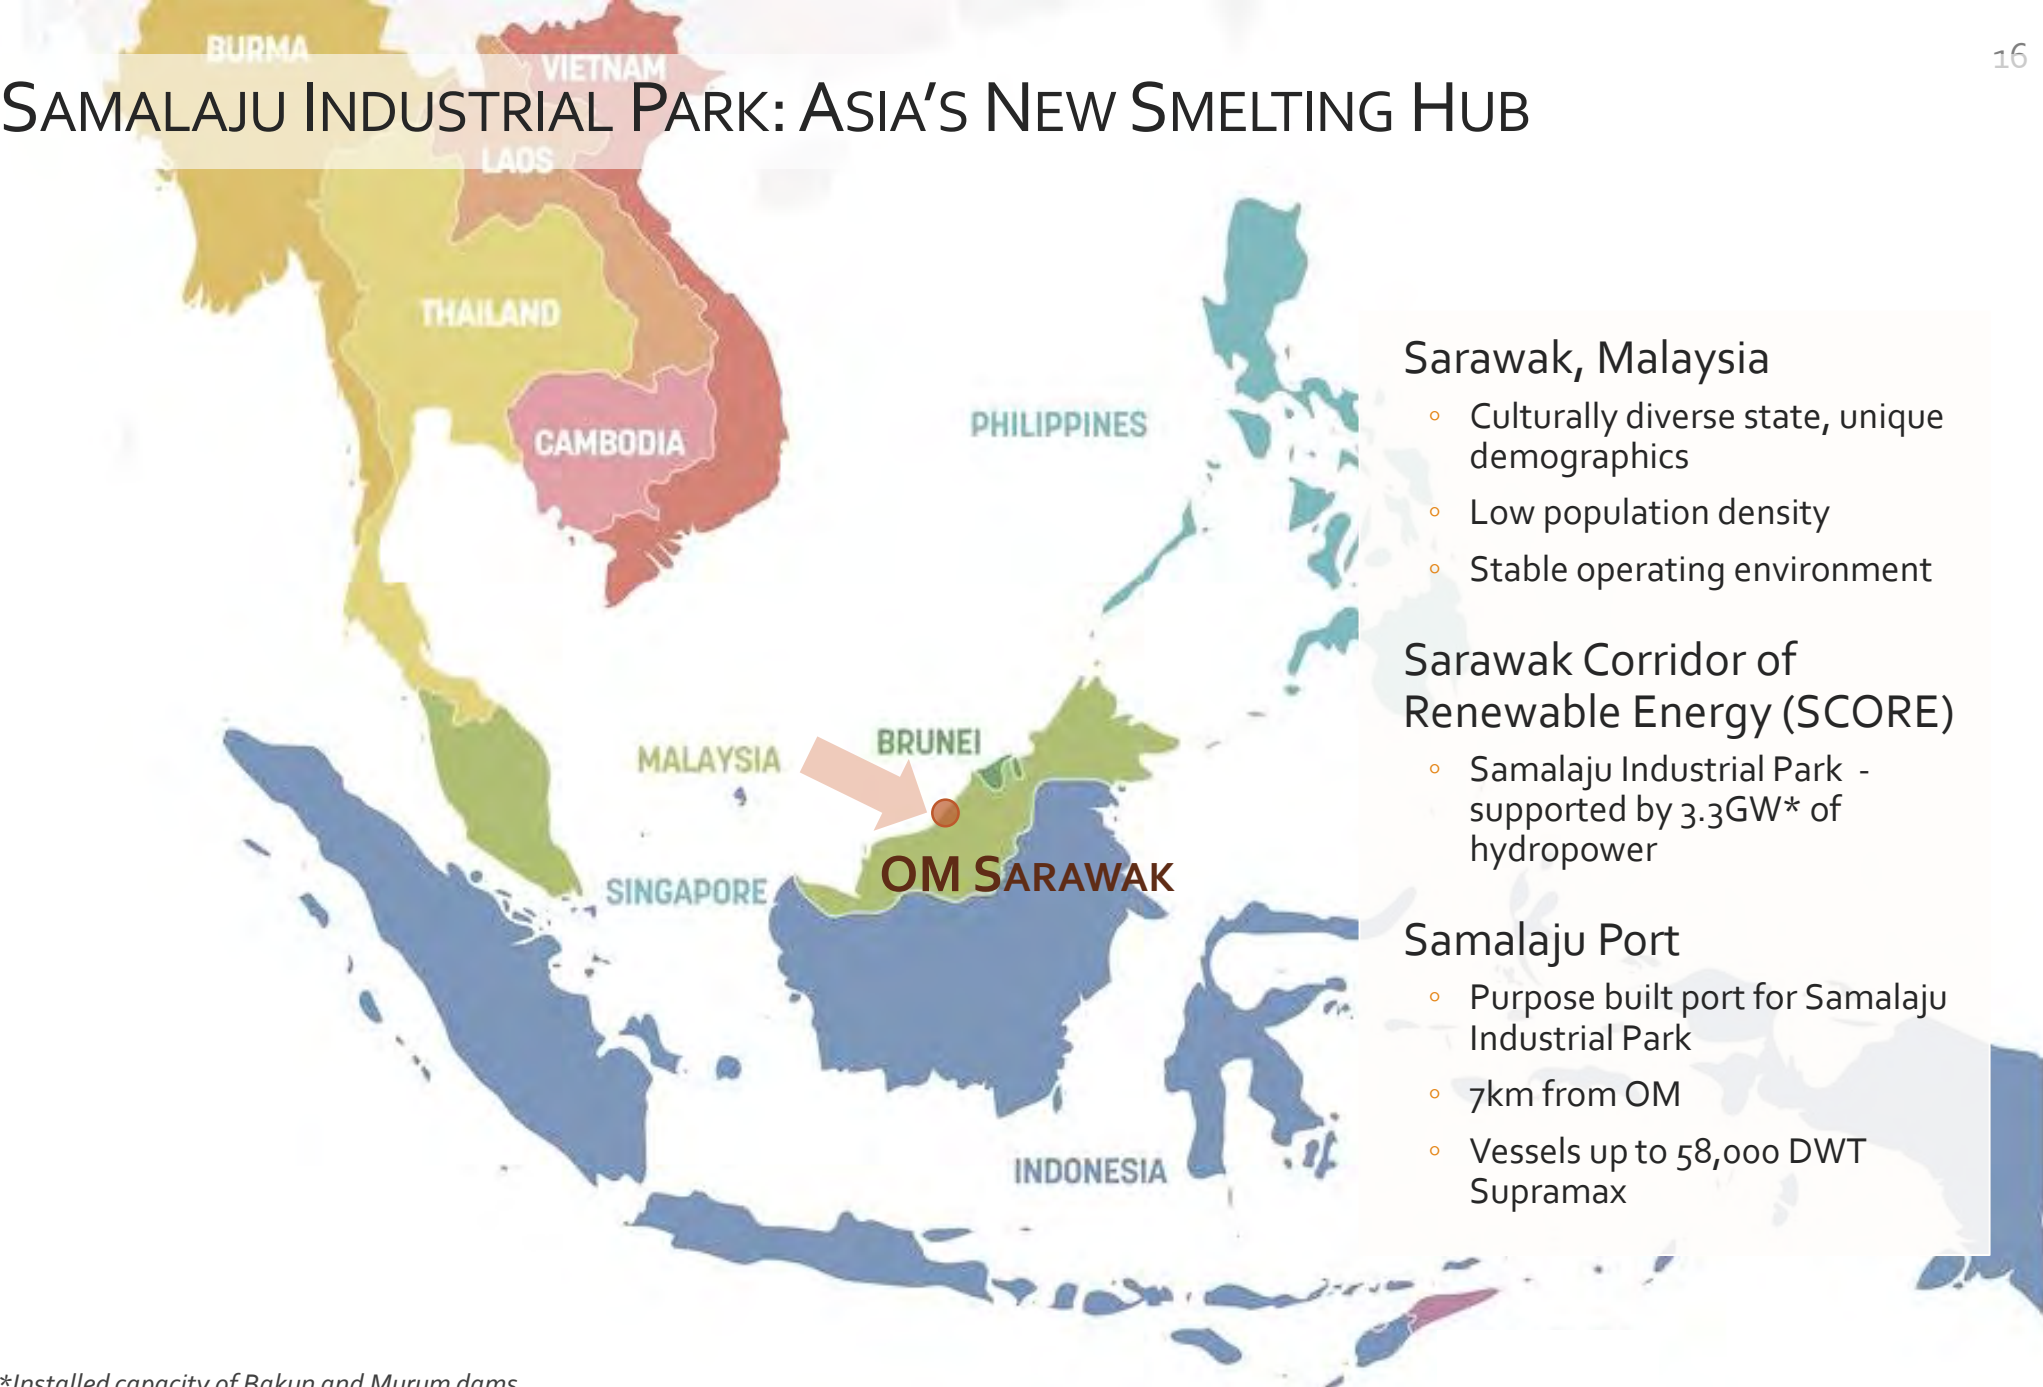 16
BURMA
VIETNAM
SAMALAJU INDUSTRIAL PARK: ASIA'S NEW SMELTING HUB
LAOS
THAILAND
CAMBODIA
PHILIPPINES
MALAYSIA
BRUNEI
SINGAPORE
OM SARAWAK
INDONESIA
Sarawak, Malaysia
◦ Culturally diverse state, unique
demographics
◦ Low population density
◦ Stable operating environment
Sarawak Corridor of
Renewable Energy (SCORE)
◦ Samalaju Industrial Park -
supported by 3.3GW* of
hydropower
Samalaju Port
◦ Purpose built port for Samalaju
Industrial Park
◦ 7km from OM
◦ Vessels up to 58,000 DWT
Supramax
*Installed capacity of Bakun and Murum dams